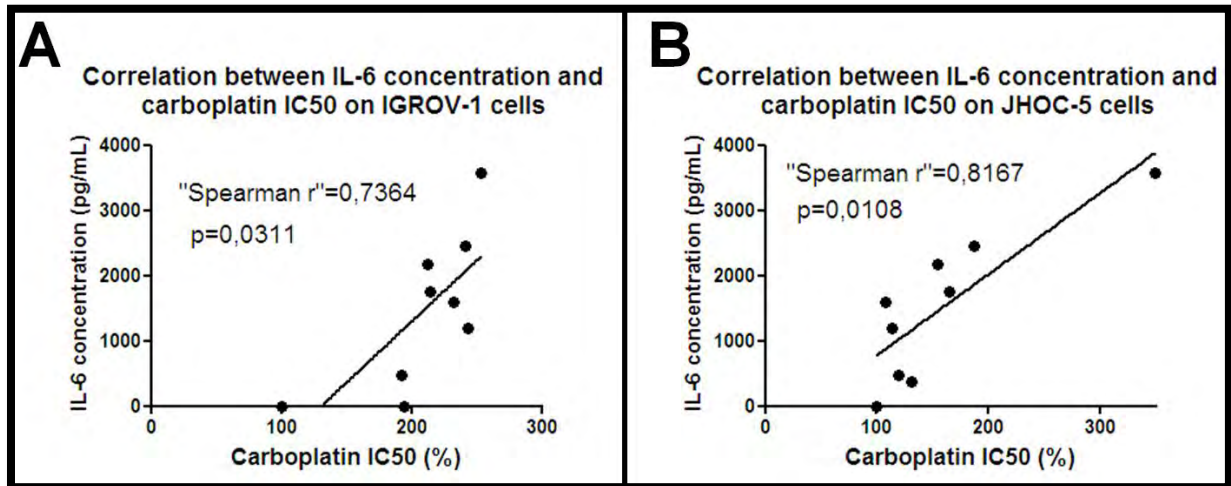 A
Correlation between IL-6 concentration and
carboplatin IC50 on IGROV-1 cells
IL-6 concentration (pg/mL)
4000
3000
2000
1000
0
"Spearman r"=0,7364
p=0,0311
0
100
200
300
Carboplatin IC50 (%)
B
Correlation between IL-6 concentration and
carboplatin IC50 on JHOC-5 cells
IL-6 concentration (pg/mL)
4000
3000
2000
1000
0
"Spearman r"=0,8167
p=0,0108
0
100
200
300
Carboplatin IC50 (%)